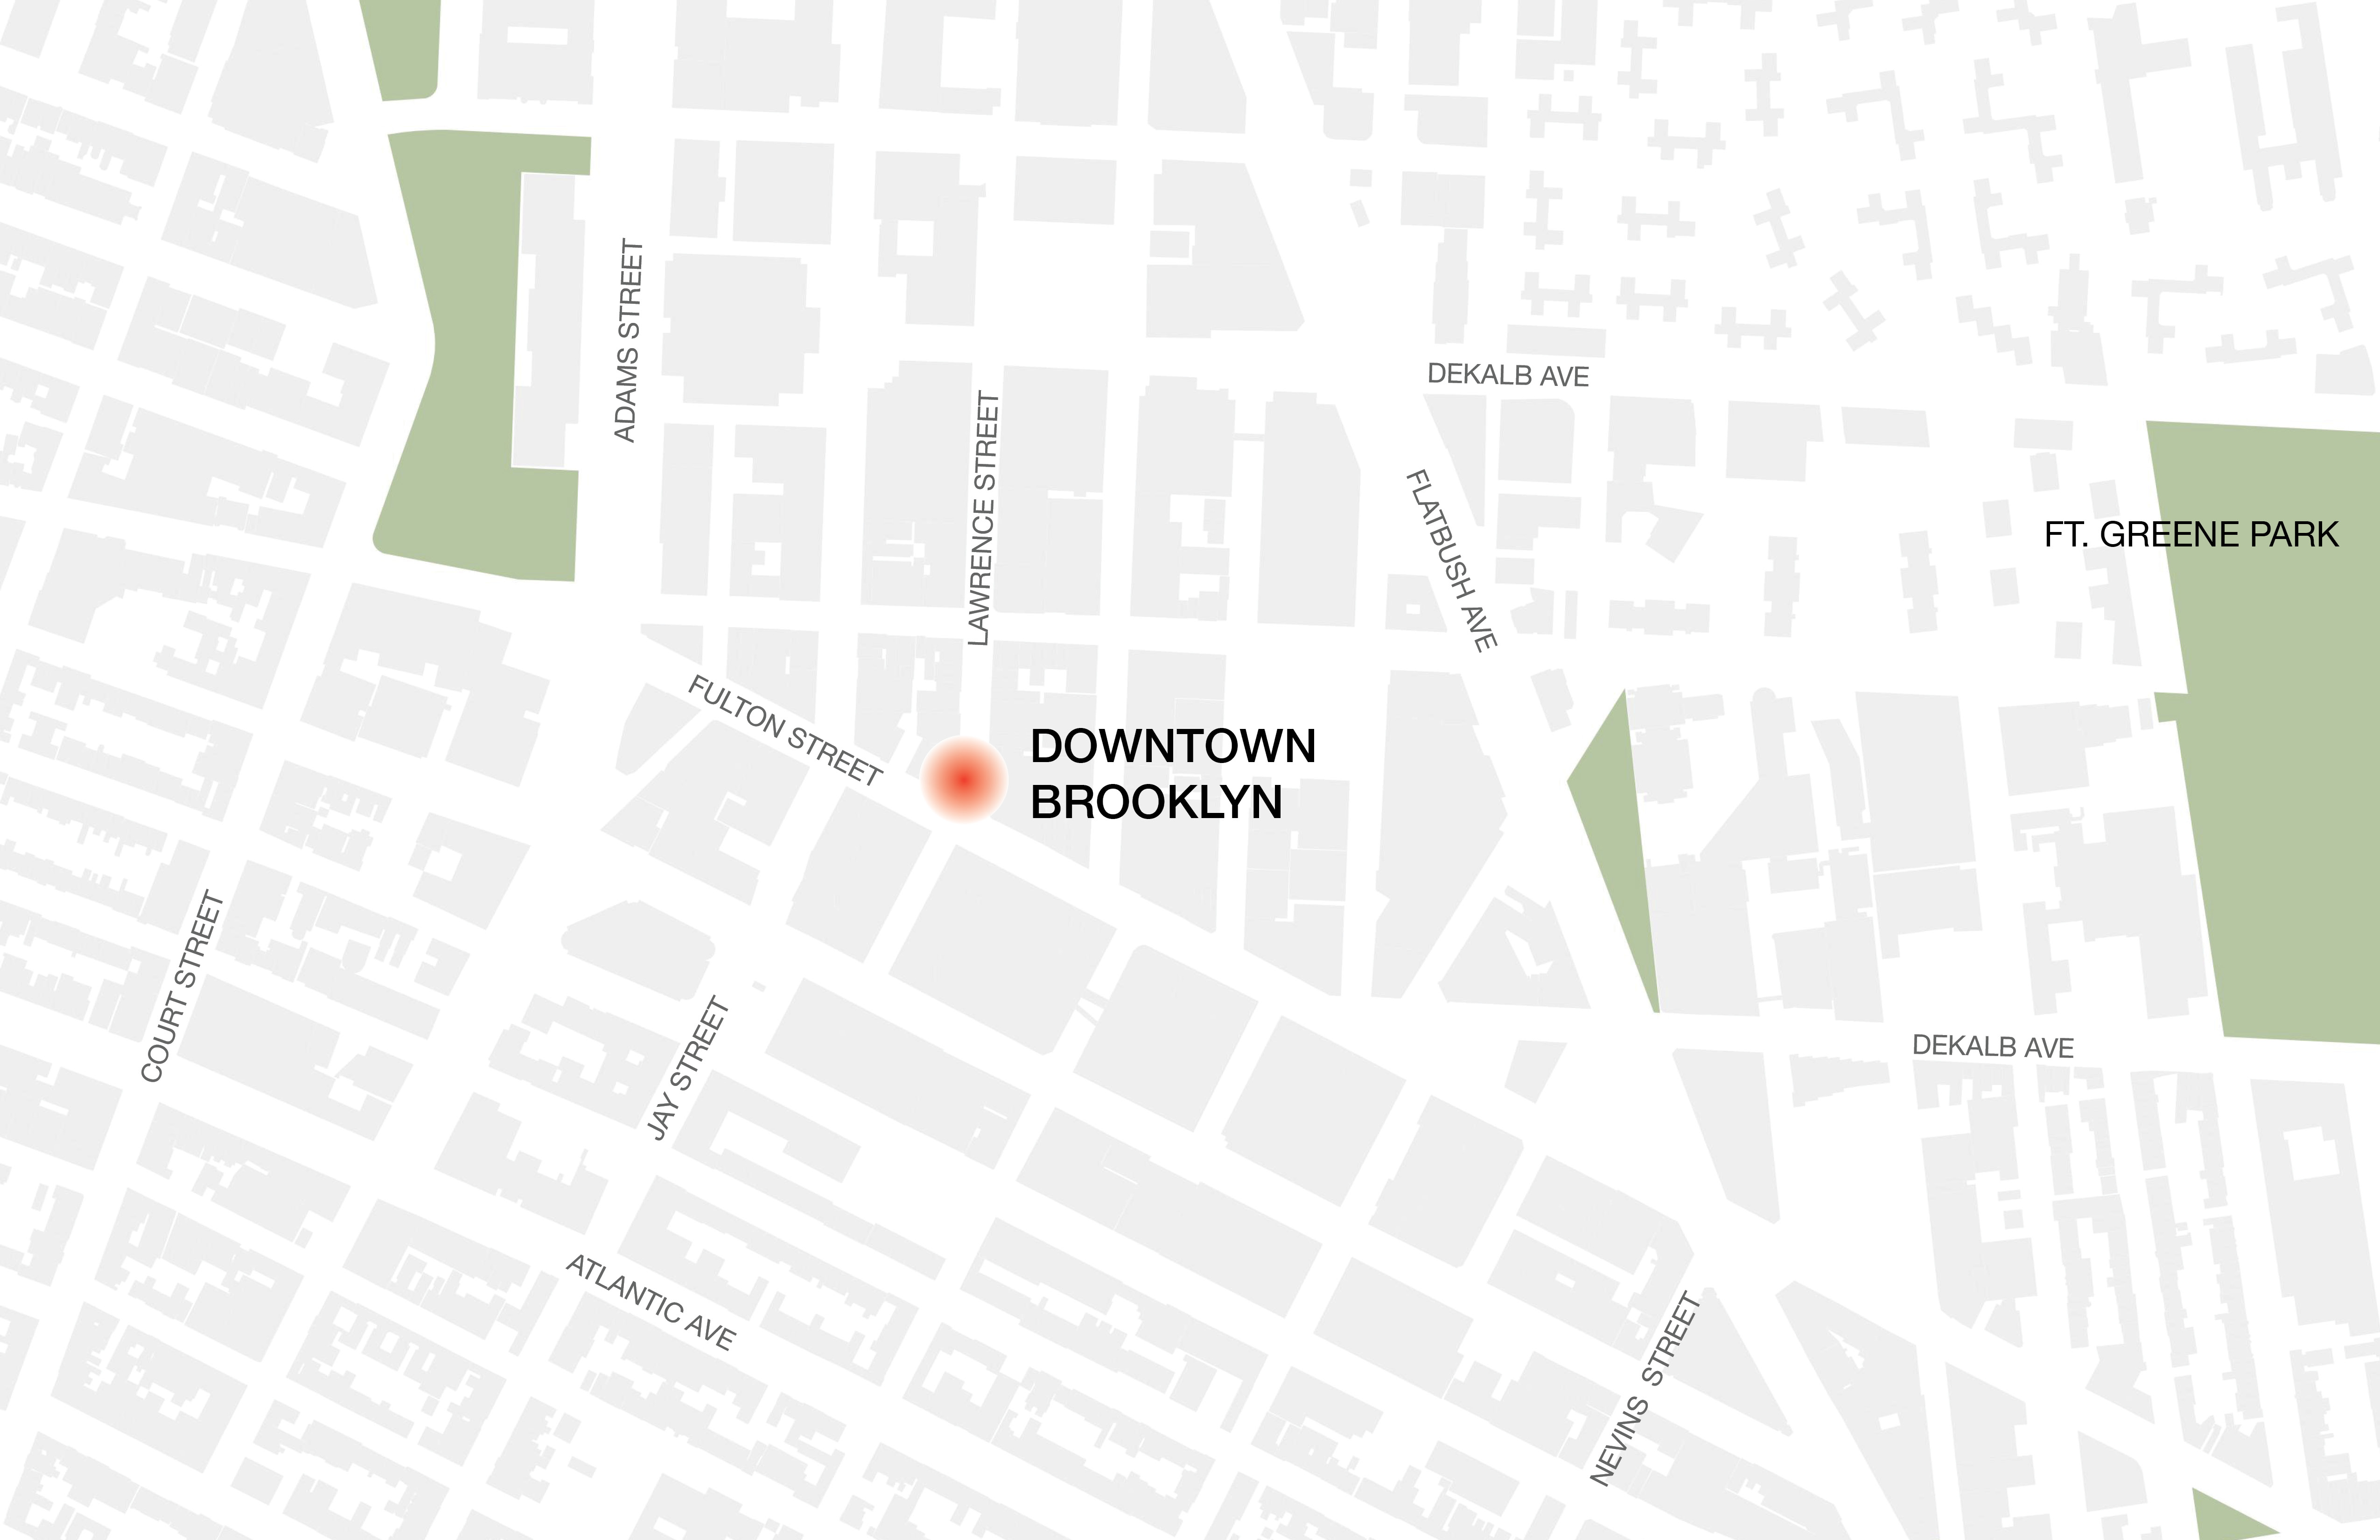 ADAMS STREET
DEKALB AVE
LAWRENCE STREET
FLATBUSH AVE
FT. GREENE PARK
FULTON STREET
DOWNTOWN
BROOKLYN
COURT STREET
JAY STREET
DEKALB AVE
ATLANTIC AVE
NEVINS STREET